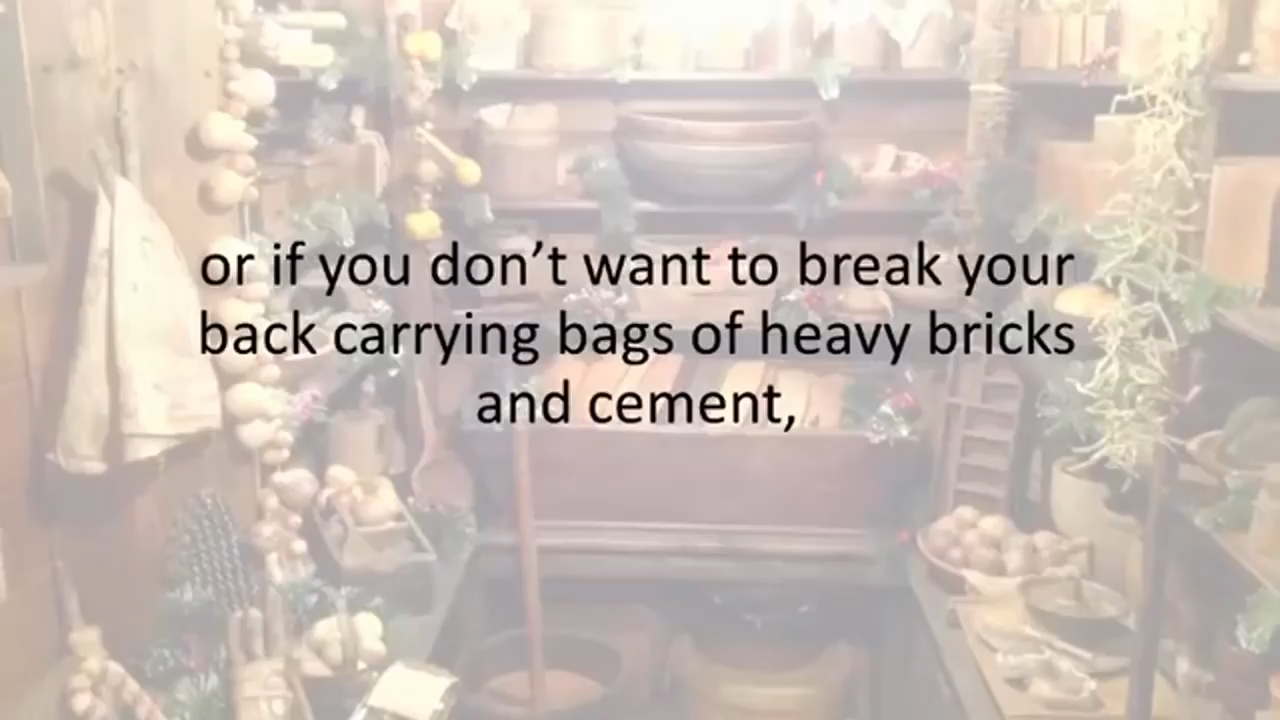 or if you don’t want to break your
back carrying bags of heavy bricks
and cement,